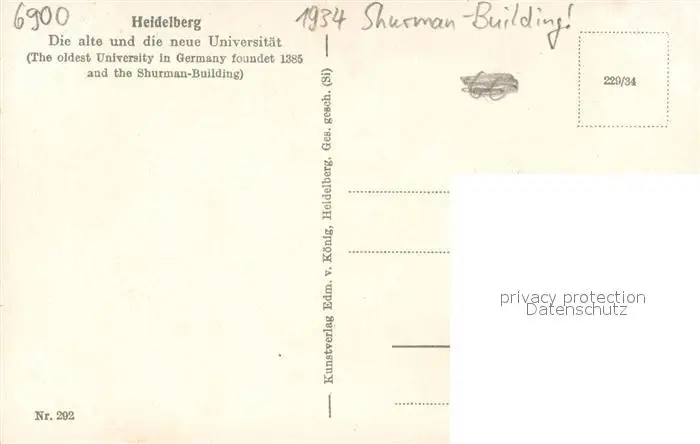 6900
Heidelberg
Die alte und die neue Universität
(The oldest University in Germany foundet 1385
and the Shurman-Building)
1934 Shurman-Building!
229/34
Kunstverlag Edm. v. König, Heidelberg. Ges. gesch. (Si)
privacy protection
Datenschutz
Nr. 292